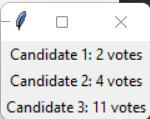 Candidate 1: 2 votes
Candidate 2: 4 votes
Candidate 3: 11 votes